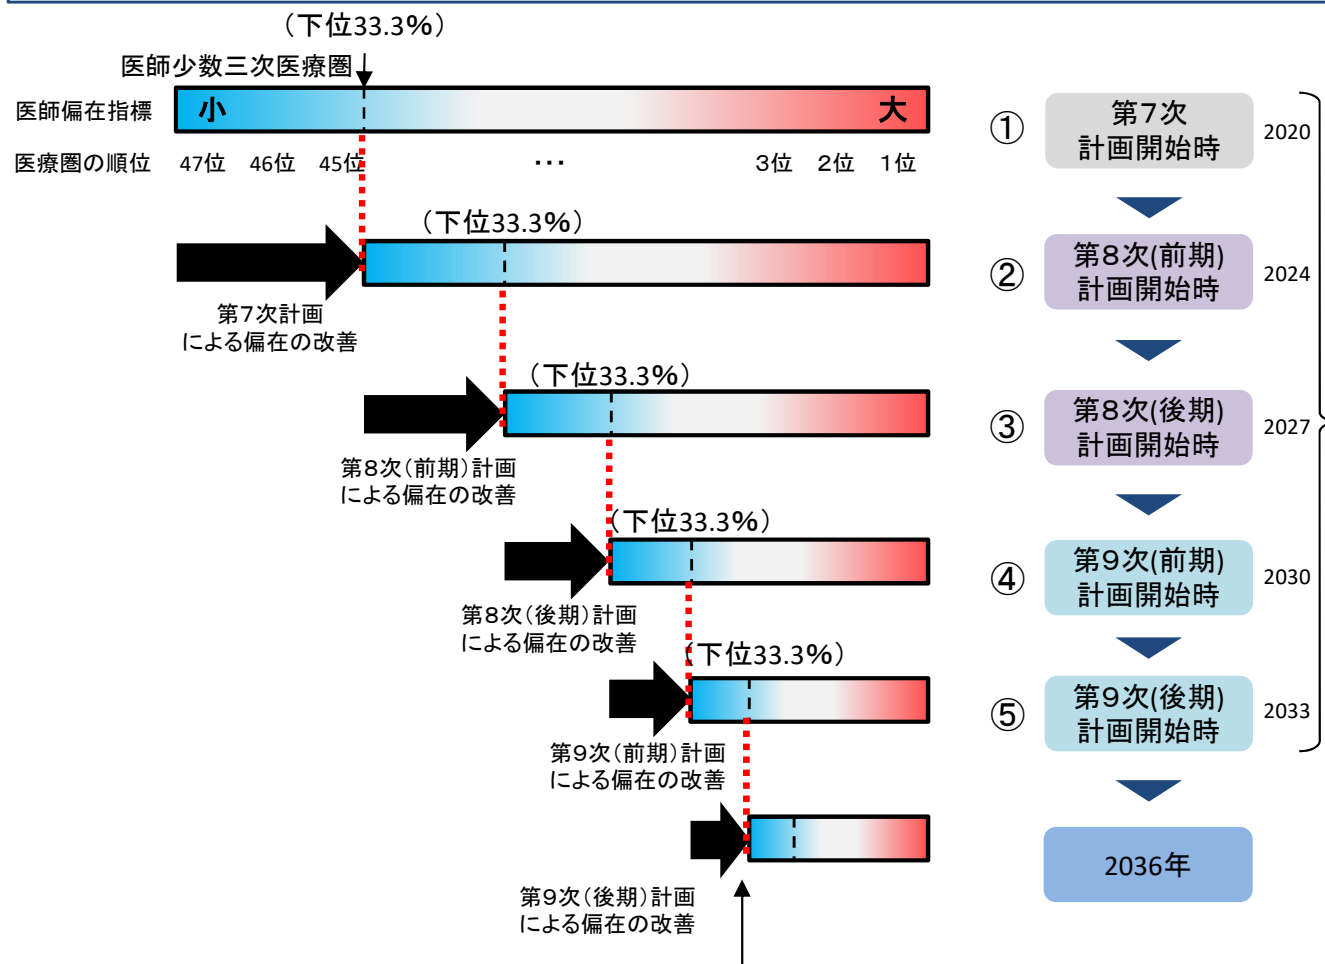 （下位33.3%）
医師少数三次医療圏
医師偏在指標
小
大
医療圏の順位
47位
46位
45位
…
3位
2位
1位
①
第７次
計画開始時
2020
（下位33.3%）
第７次計画
による偏在の改善
②
第８次(前期)
計画開始時
2024
（下位33.3%）
第８次（前期）計画
による偏在の改善
③
第８次(後期)
計画開始時
2027
（下位33.3%）
第８次（後期）計画
による偏在の改善
④
第９次(前期)
計画開始時
2030
（下位33.3%）
第９次（前期）計画
による偏在の改善
⑤
第９次(後期)
計画開始時
2033
第９次（後期）計画
による偏在の改善
2036年